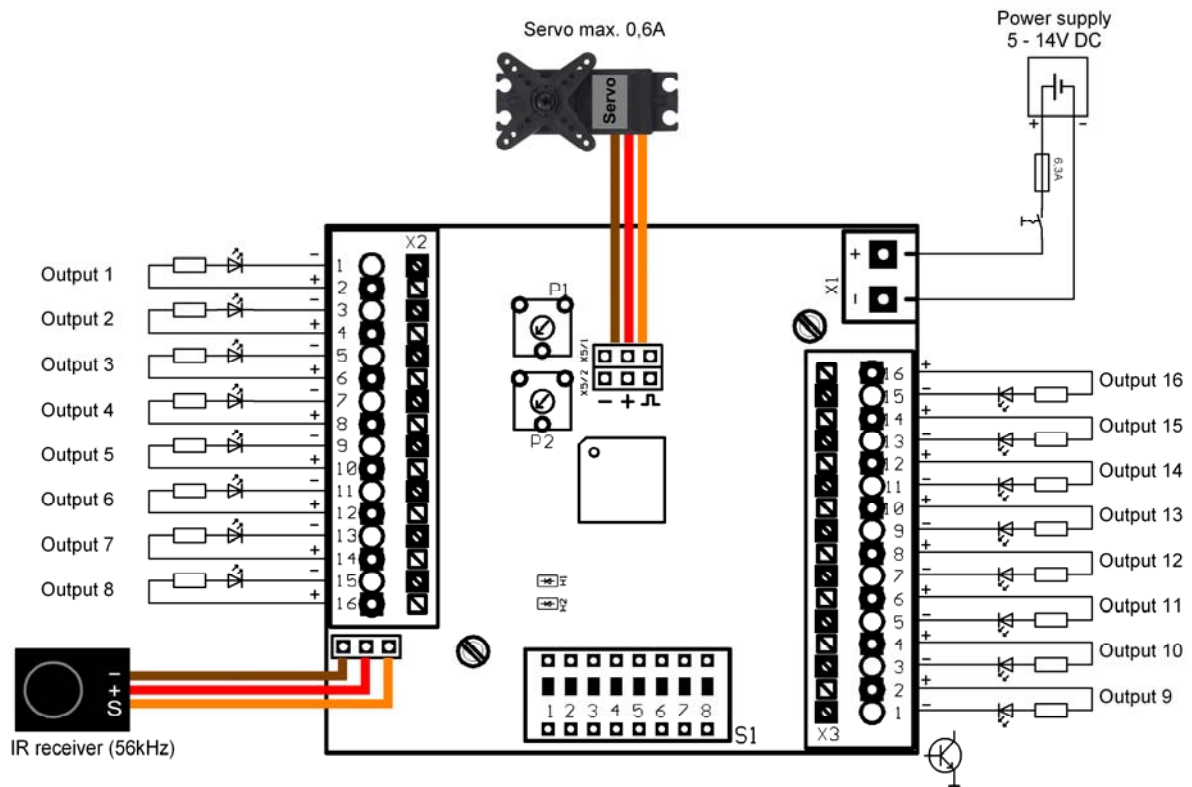 Servo max. 0,6A
Power supply
5 - 14V DC
+ -
6,3A
Servo
X2
X1
+
-
Output 1
Output 2
Output 3
Output 4
Output 5
Output 6
Output 7
Output 8
- 1
+ 2
- 3
+ 4
- 5
+ 6
- 7
+ 8
- 9
+ 10
- 11
+ 12
- 13
+ 14
- 15
+ 16
P1
P2
X5/1
X5/2
- +
H1
H2
16 +
15 -
14 +
13 -
12 +
11 -
10 +
9 -
8 +
7 -
6 +
5 -
4 +
3 -
2 +
1 -
X3
Output 16
Output 15
Output 14
Output 13
Output 12
Output 11
Output 10
Output 9
-
+
S
IR receiver (56kHz)
1 2 3 4 5 6 7 8
S1